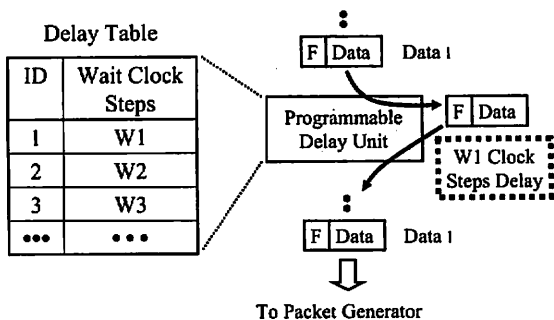 Delay Table
ID Wait Clock Steps
1 W1
2 W2
3 W3
••• •••
F Data Data 1
Programmable
Delay Unit
F Data
W1 Clock
Steps Delay
F Data Data 1
To Packet Generator